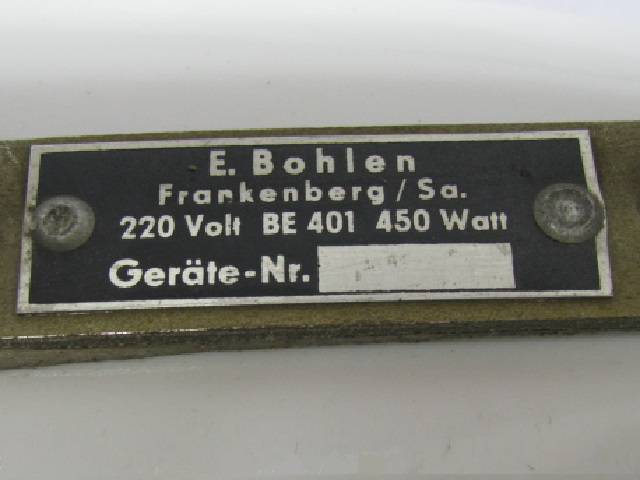 E. Bohlen
Frankenberg/Sa.
220 Volt BE 401 450 Watt
Geräte-Nr.